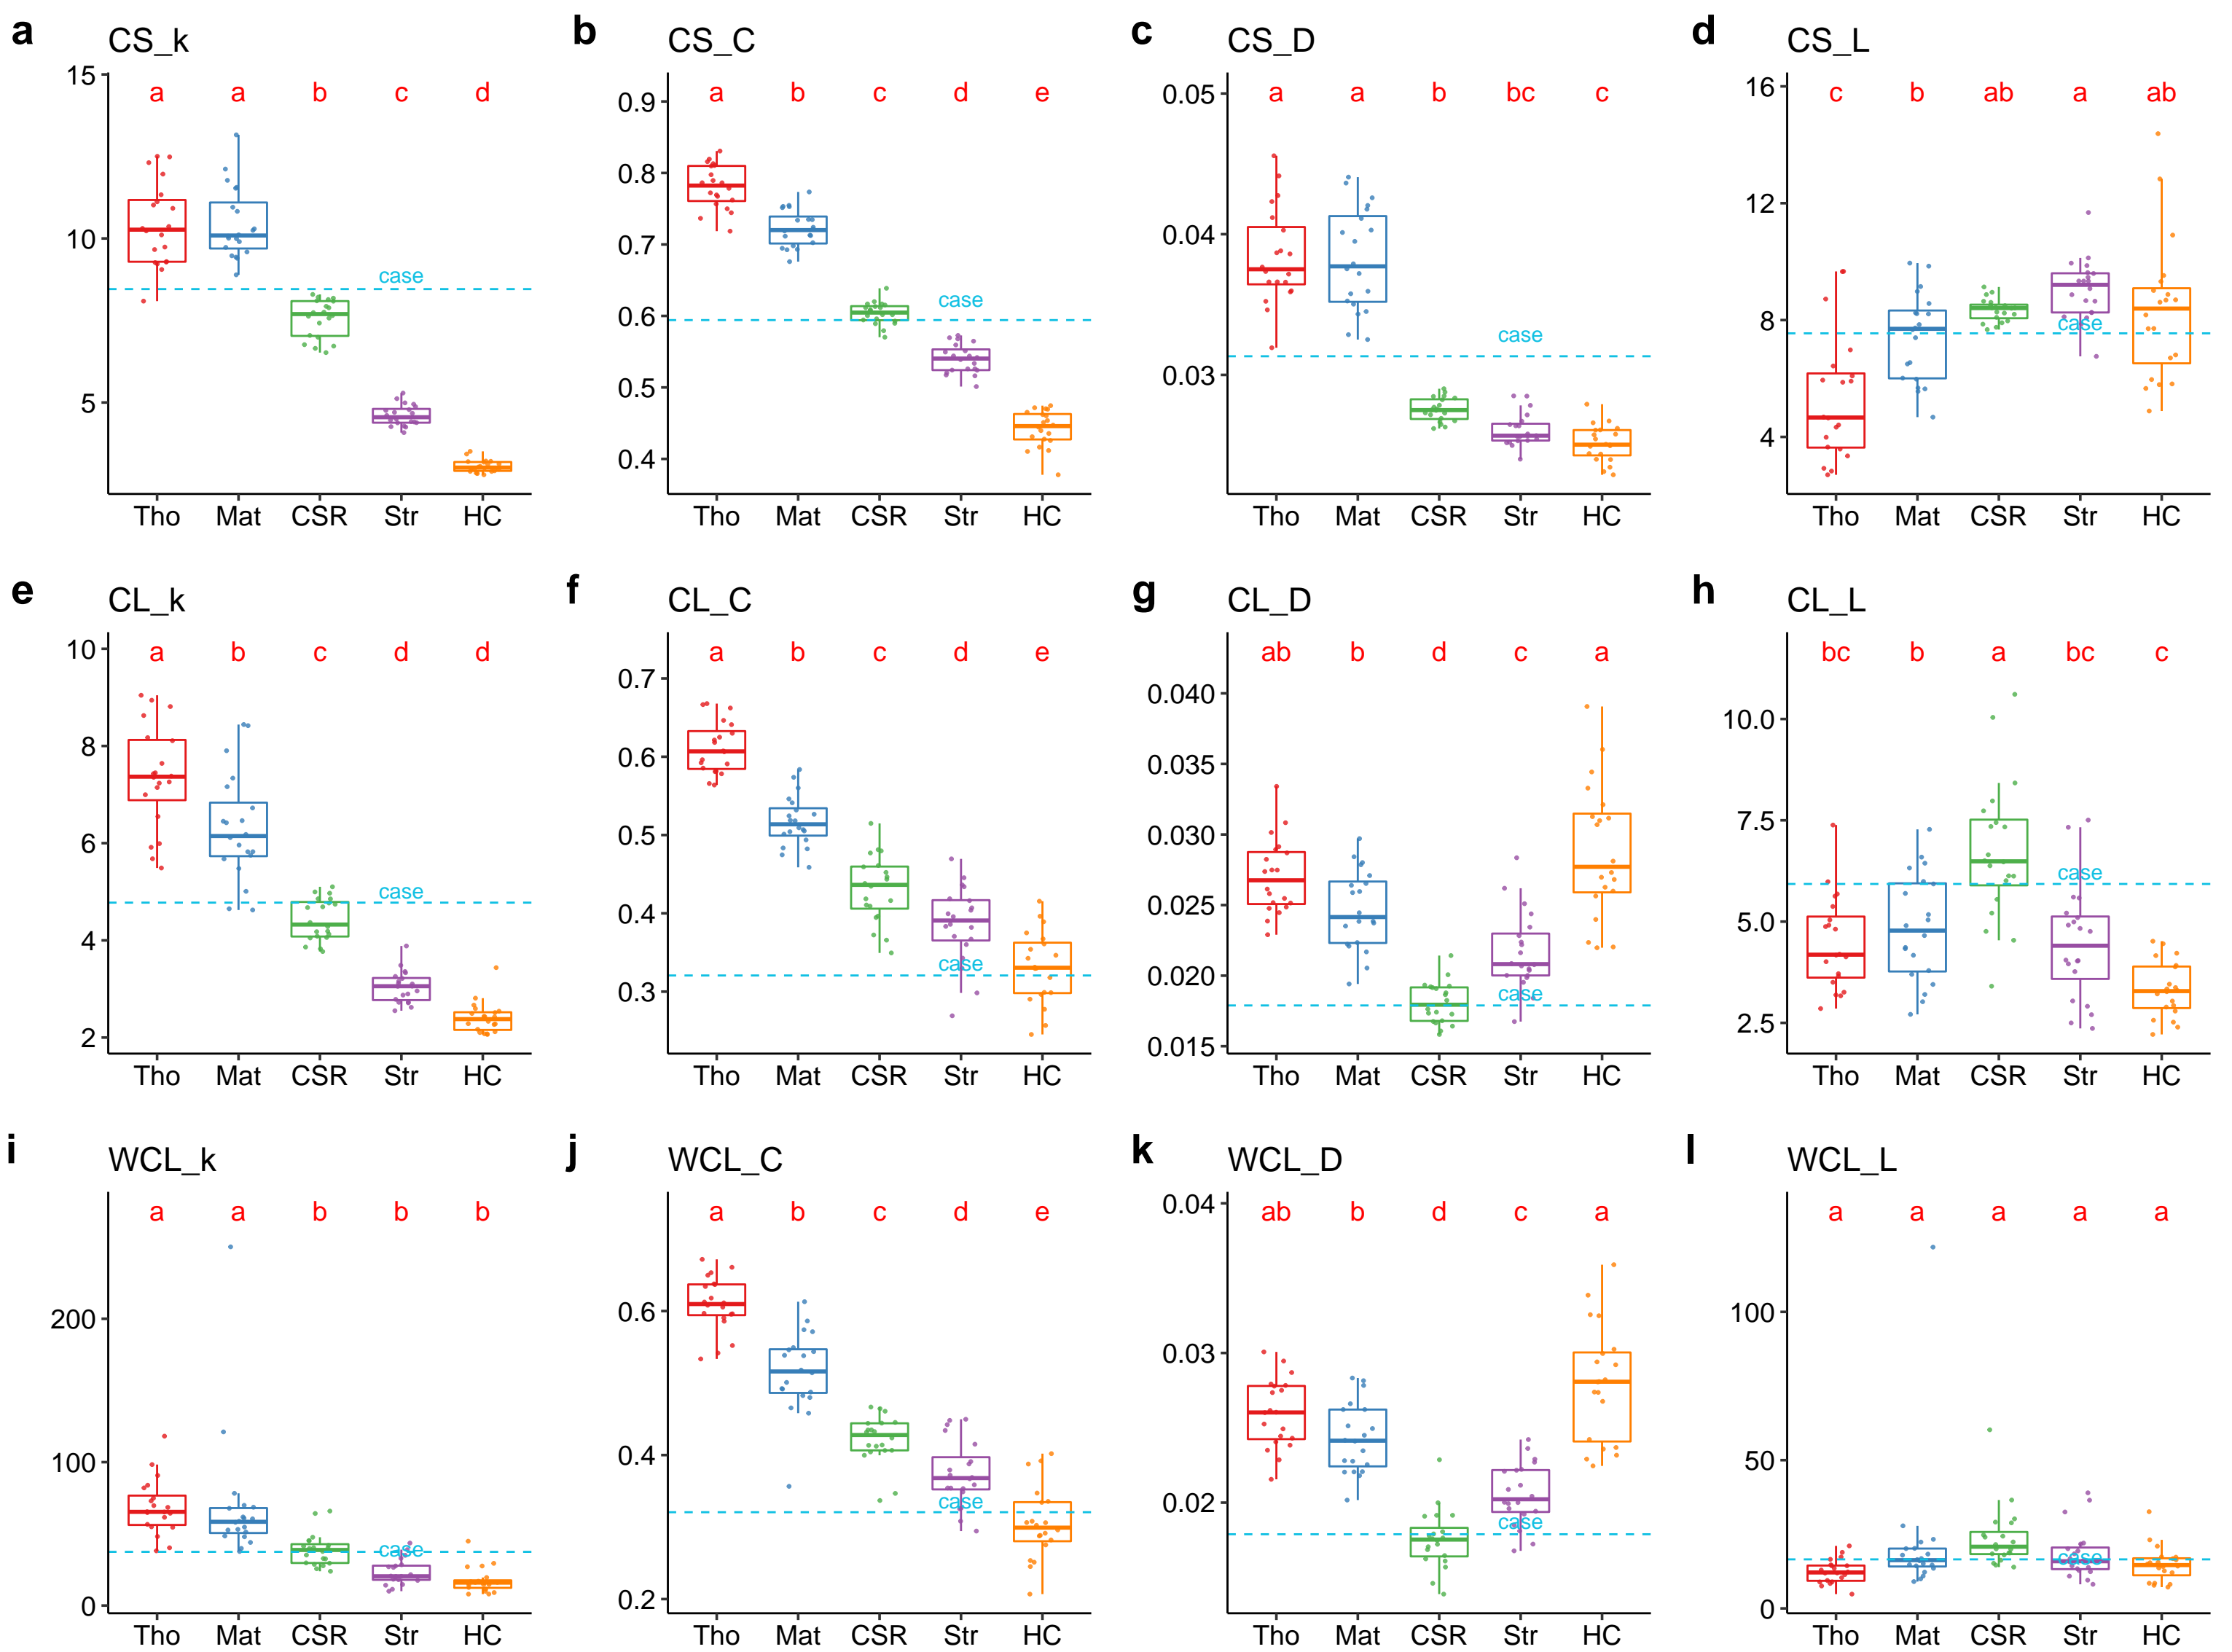 a CS_k
15
10
5
a a b c d
case
Tho Mat CSR Str HC
b CS_C
0.9
0.8
0.7
0.6
0.5
0.4
a b c d e
case
Tho Mat CSR Str HC
c CS_D
0.05
0.04
0.03
a a b bc c
case
Tho Mat CSR Str HC
d CS_L
16
12
8
4
c b ab a ab
case
Tho Mat CSR Str HC
e CL_k
10
8
6
4
2
a b c d d
case
Tho Mat CSR Str HC
f CL_C
0.7
0.6
0.5
0.4
0.3
a b c d e
case
Tho Mat CSR Str HC
g CL_D
0.040
0.035
0.030
0.025
0.020
0.015
ab b d c a
case
Tho Mat CSR Str HC
h CL_L
10.0
7.5
5.0
2.5
bc b a bc c
case
Tho Mat CSR Str HC
i WCL_k
200
100
0
a a b b b
case
Tho Mat CSR Str HC
j WCL_C
0.6
0.4
0.2
a b c d e
case
Tho Mat CSR Str HC
k WCL_D
0.04
0.03
0.02
ab b d c a
case
Tho Mat CSR Str HC
l WCL_L
100
50
0
a a a a a
case
Tho Mat CSR Str HC